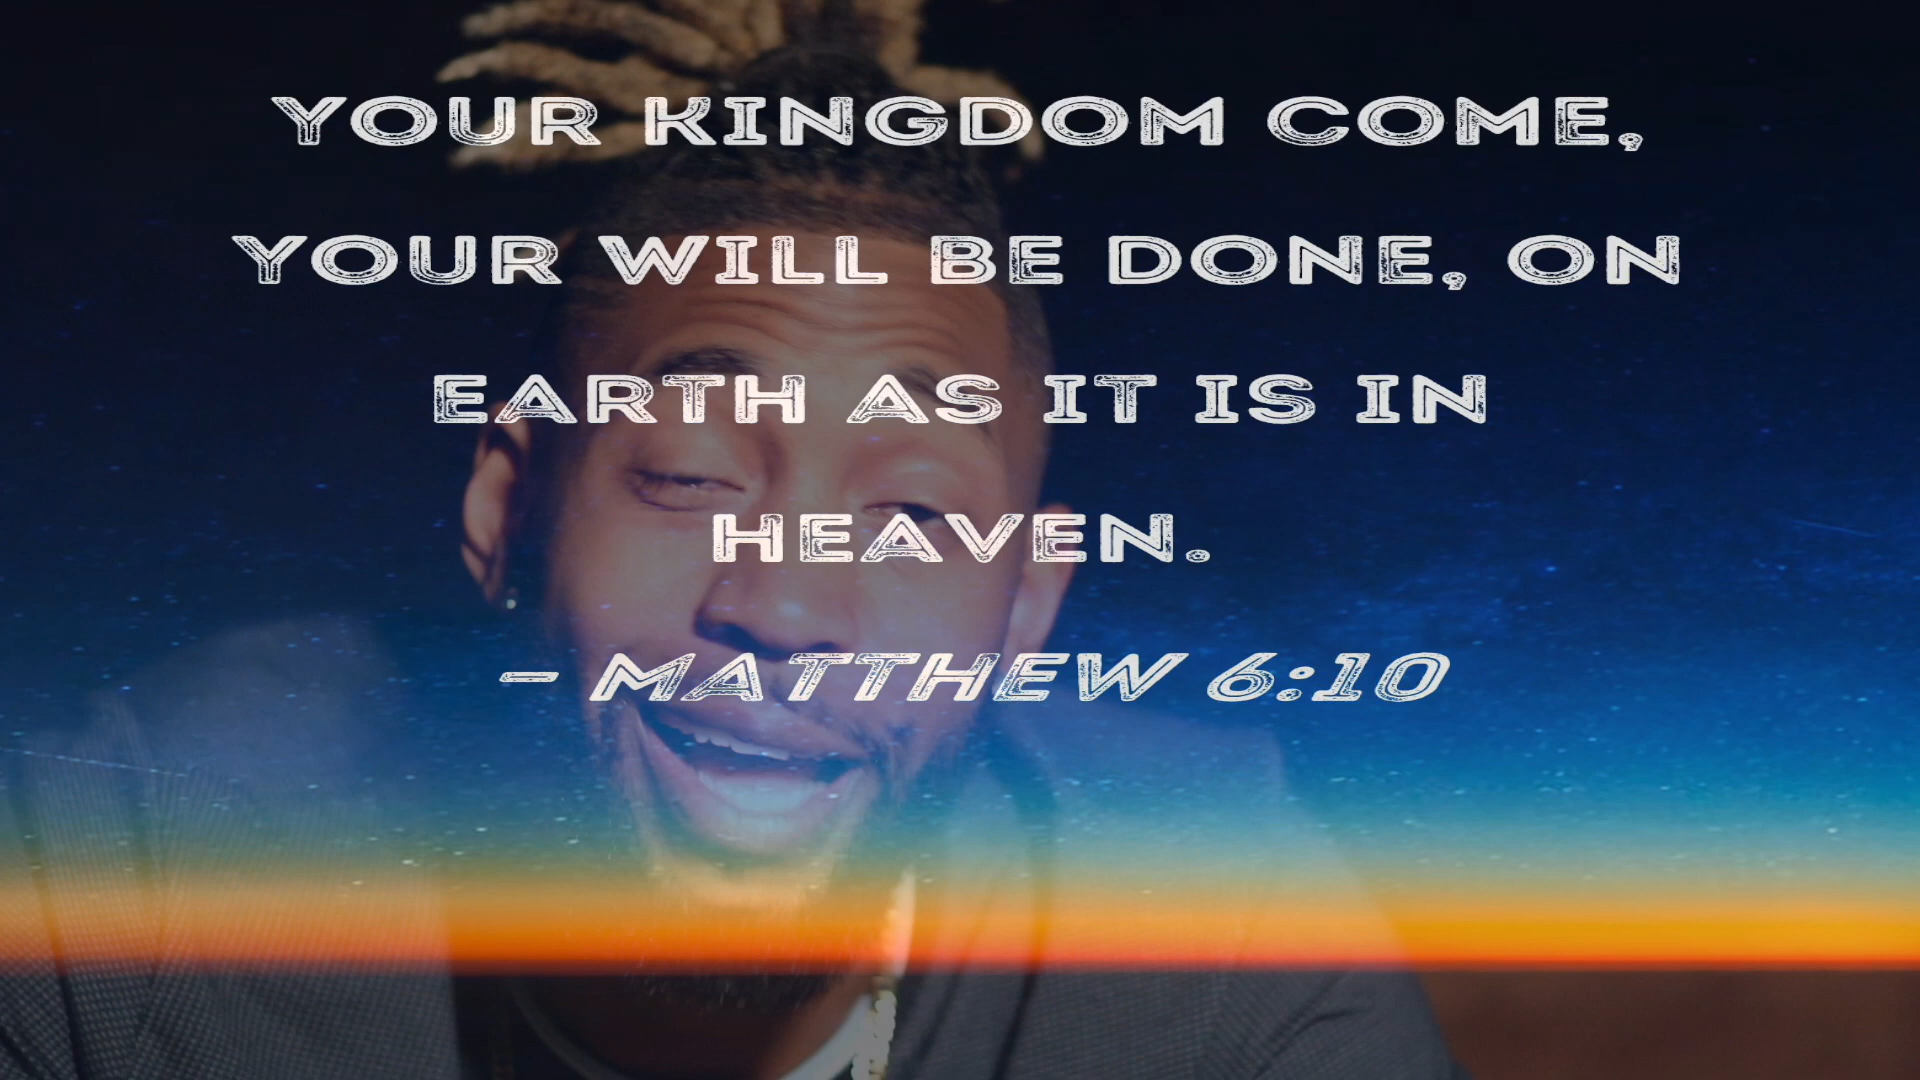 YOUR KINGDOM COME,
YOUR WILL BE DONE, ON
EARTH AS IT IS IN
HEAVEN.
– MATTHEW 6:10